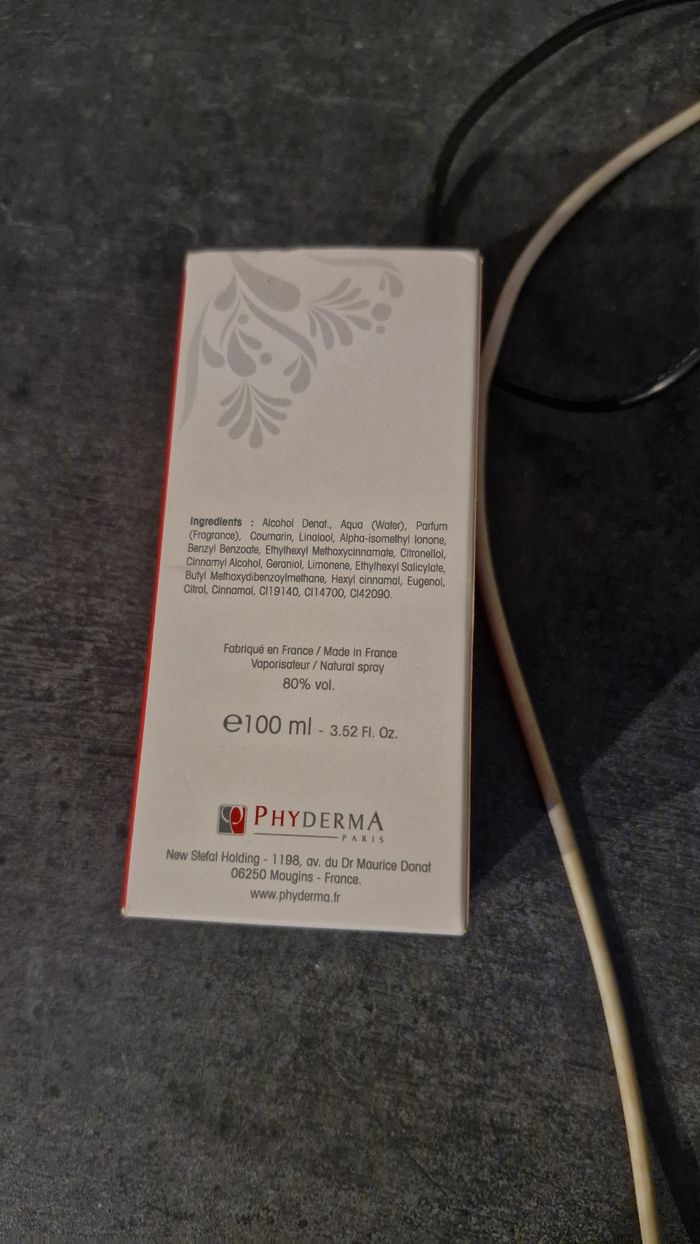 Ingredients : Alcohol Denat., Aqua (Water), Parfum
(Fragrance), Coumarin, Linalool, Alpha-isomethyl Ionone,
Benzyl Benzoate, Ethylhexyl Methoxycinnamate, Citronellol,
Cinnamyl Alcohol, Geraniol, Limonene, Ethylhexyl Salicylate,
Butyl Methoxydibenzoylmethane, Hexyl cinnamal, Eugenol,
Citral, Cinnamal, CI19140, CI14700, CI42090.
Fabriqué en France / Made in France
Vaporisateur / Natural spray
80% vol.
℮100 ml - 3.52 Fl. Oz.
PHYDERMA
PARIS
New Stefal Holding - 1198, av. du Dr Maurice Donat
06250 Mougins - France.
www.phyderma.fr